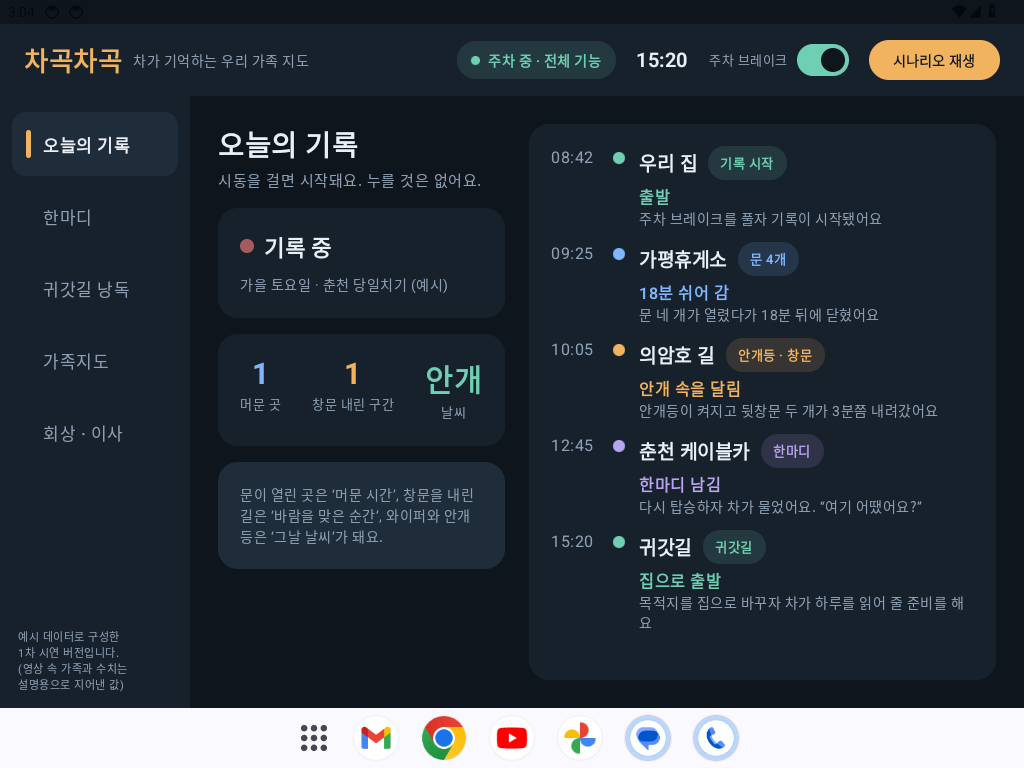 3:04
차곡차곡
차가 기억하는 우리 가족 지도
주차 중 · 전체 기능
15:20
주차 브레이크
시나리오 재생
오늘의 기록
한마디
귀갓길 낭독
가족지도
회상 · 이사
예시 데이터로 구성한
1차 시연 버전입니다.
(영상 속 가족과 수치는
설명용으로 지어낸 값)
오늘의 기록
시동을 걸면 시작돼요. 누를 것은 없어요.
기록 중
가을 토요일 · 춘천 당일치기 (예시)
1
머문 곳
1
창문 내린 구간
안개
날씨
문이 열린 곳은 ‘머문 시간’, 창문을 내린
길은 ‘바람을 맞은 순간’, 와이퍼와 안개
등은 ‘그날 날씨’가 돼요.
08:42
우리 집
기록 시작
출발
주차 브레이크를 풀자 기록이 시작됐어요
09:25
가평휴게소
문 4개
18분 쉬어 감
문 네 개가 열렸다가 18분 뒤에 닫혔어요
10:05
의암호 길
안개등 · 창문
안개 속을 달림
안개등이 켜지고 뒷창문 두 개가 3분쯤 내려갔어요
12:45
춘천 케이블카
한마디
한마디 남김
다시 탑승하자 차가 물었어요. “여기 어땠어요?”
15:20
귀갓길
귀갓길
집으로 출발
목적지를 집으로 바꾸자 차가 하루를 읽어 줄 준비를 해
요